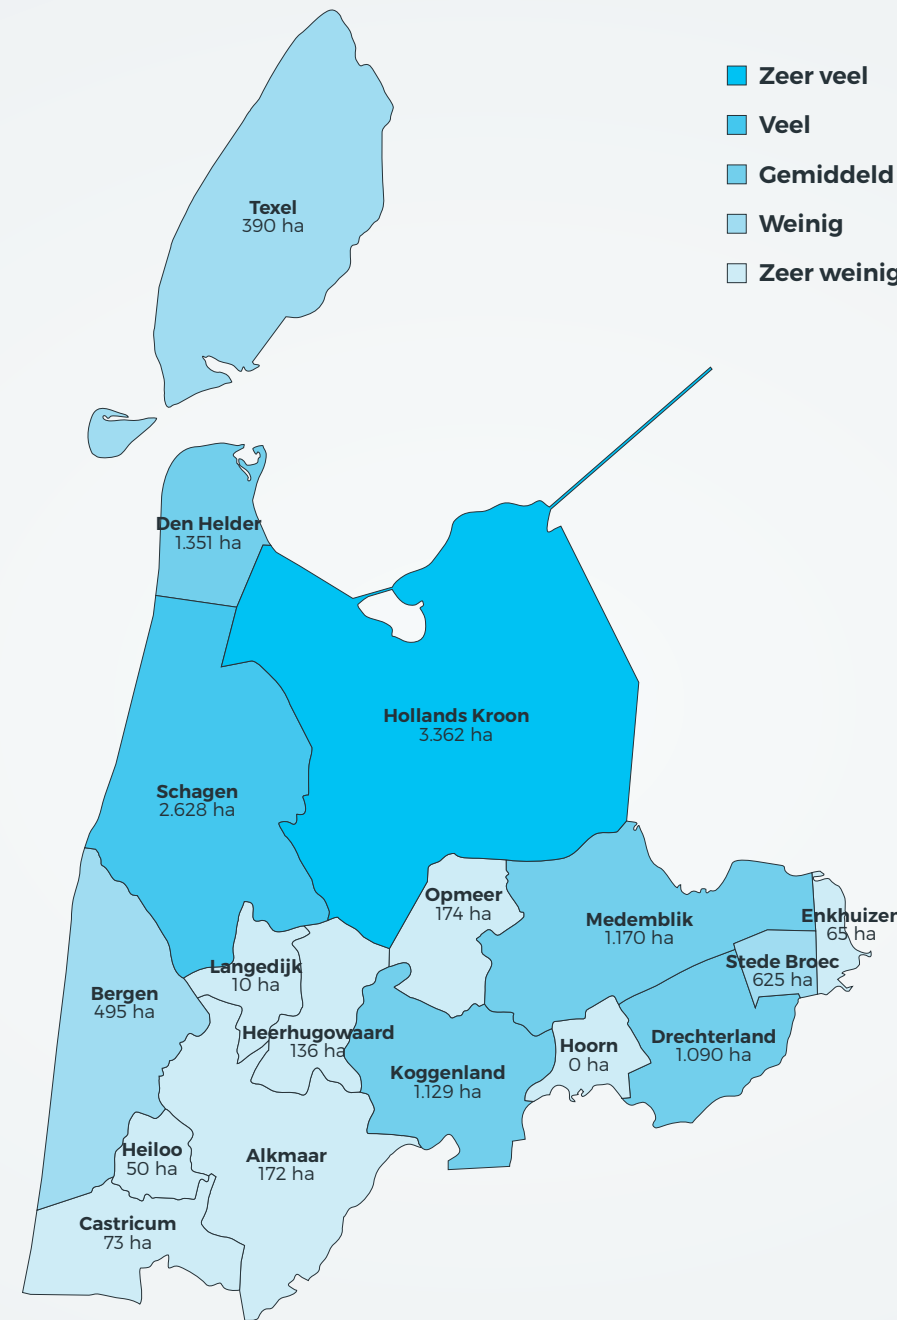 Zeer veel
Veel
Gemiddeld
Weinig
Zeer weinig
Texel
390 ha
Den Helder
1.351 ha
Hollands Kroon
3.362 ha
Schagen
2.628 ha
Opmeer
174 ha
Medemblik
1.170 ha
Enkhuizen
65 ha
Stede Broec
625 ha
Langedijk
10 ha
Bergen
495 ha
Heerhugowaard
136 ha
Hoorn
0 ha
Drechterland
1.090 ha
Koggenland
1.129 ha
Heiloo
50 ha
Alkmaar
172 ha
Castricum
73 ha